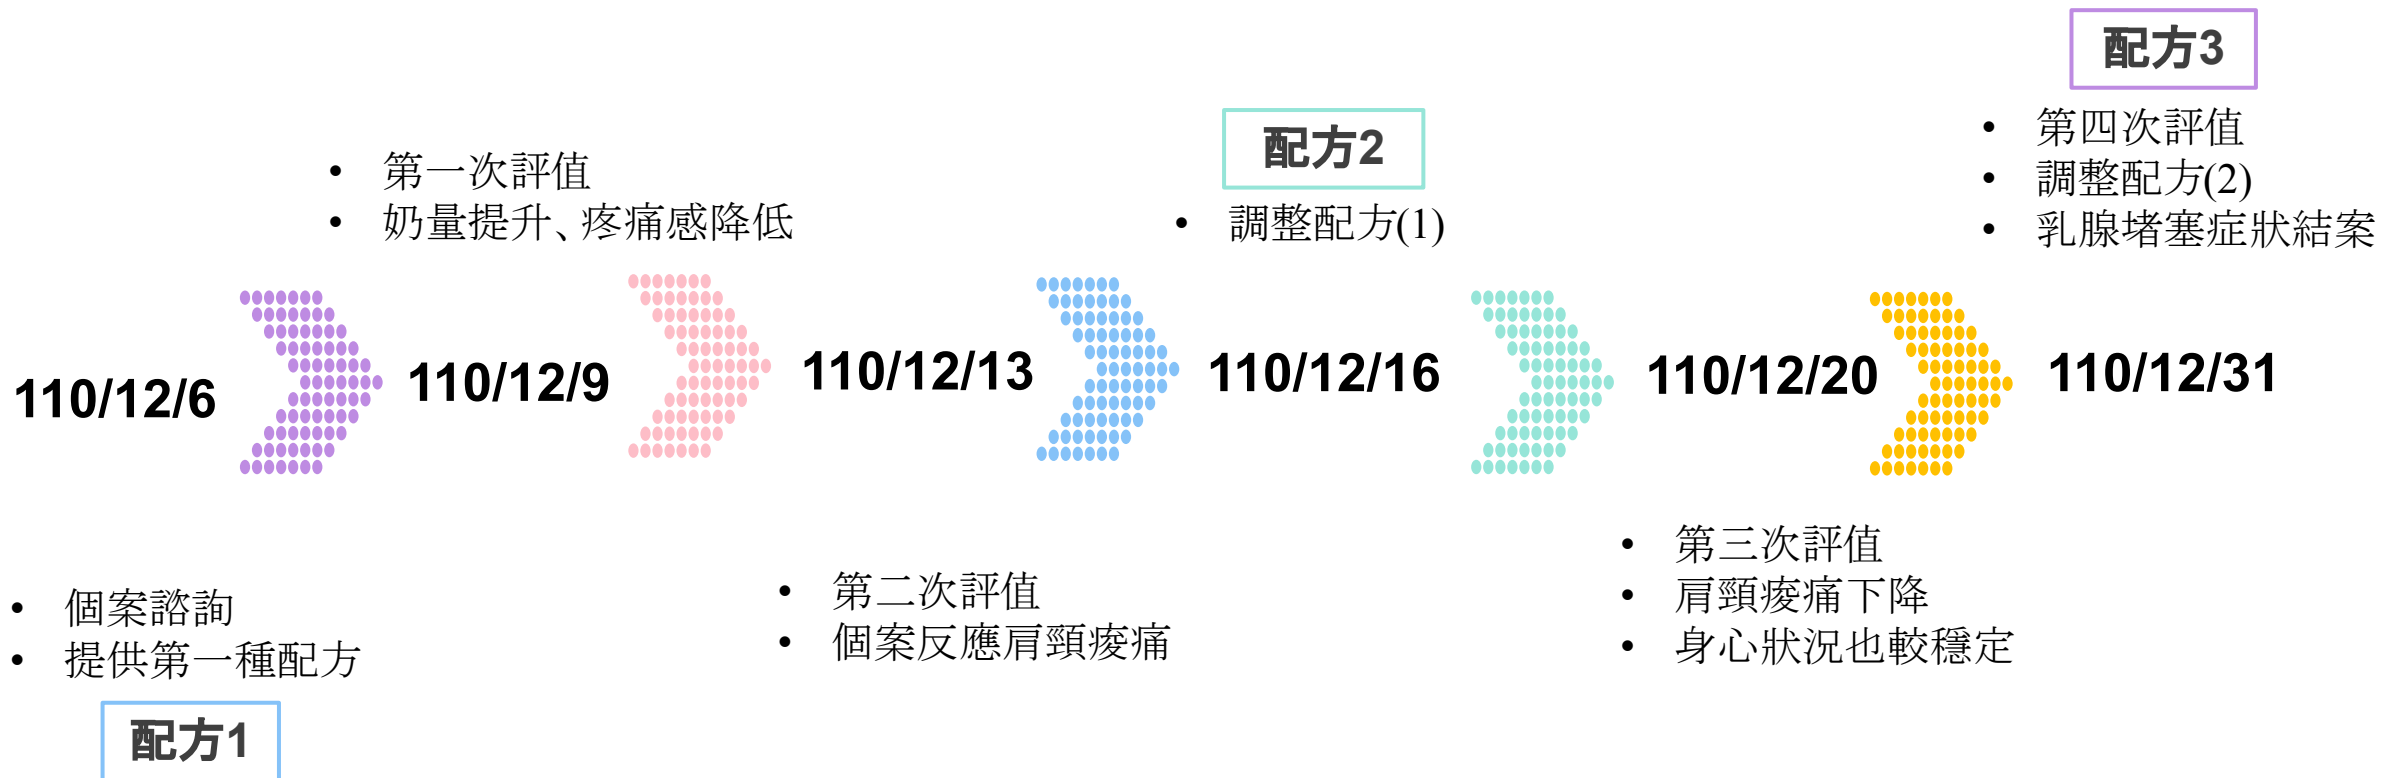 110/12/6
• 個案諮詢
• 提供第一種配方
配方1
• 第一次評值
• 奶量提升、疼痛感降低
110/12/9
110/12/13
• 第二次評值
• 個案反應肩頸痠痛
配方2
• 調整配方(1)
110/12/16
110/12/20
• 第三次評值
• 肩頸痠痛下降
• 身心狀況也較穩定
配方3
• 第四次評值
• 調整配方(2)
• 乳腺堵塞症狀結案
110/12/31